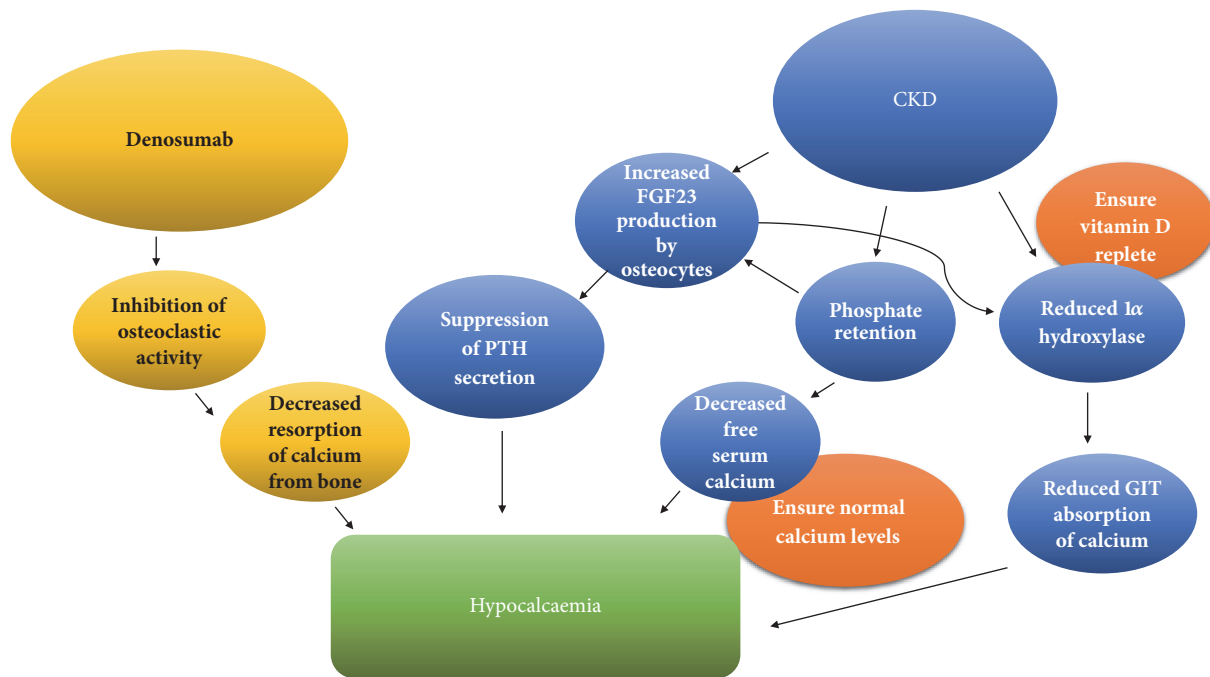 Denosumab
Inhibition of
osteoclastic
activity
Decreased
resorption
of calcium
from bone
CKD
Increased
FGF23
production
by
osteocytes
Suppression
of PTH
secretion
Phosphate
retention
Ensure
vitamin D
replete
Reduced 1α
hydroxylase
Decreased
free
serum
calcium
Ensure normal
calcium levels
Reduced GIT
absorption
of calcium
Hypocalcaemia